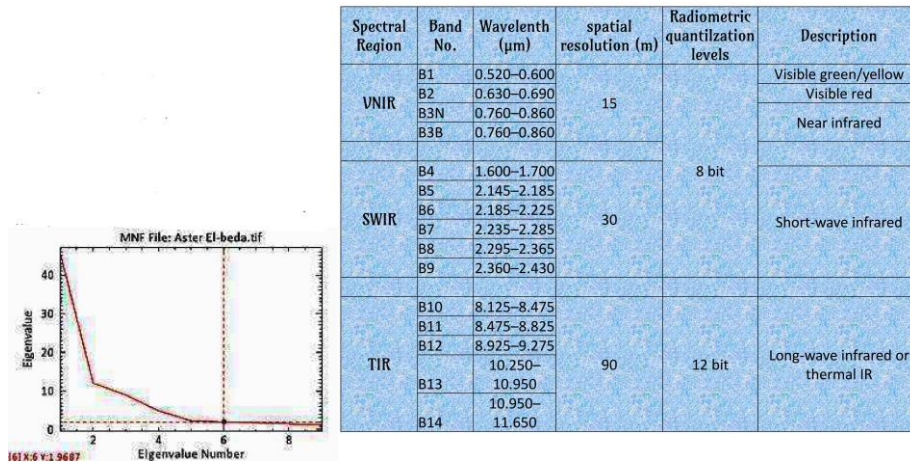 MNF File: Aster El-beda.tif
Eigenvalue
40
30
20
10
0
2 4 6 8
Eigenvalue Number
[6] X:6 Y:1.9687
Spectral Region Band No. Wavelenth (µm) spatial resolution (m) Radiometric quantilzation levels Description
VNIR 15 8 bit
B1 0.520–0.600 Visible green/yellow
B2 0.630–0.690 Visible red
B3N 0.760–0.860 Near infrared
B3B 0.760–0.860
SWIR 30 Short-wave infrared
B4 1.600–1.700
B5 2.145–2.185
B6 2.185–2.225
B7 2.235–2.285
B8 2.295–2.365
B9 2.360–2.430
TIR 90 12 bit Long-wave infrared or thermal IR
B10 8.125–8.475
B11 8.475–8.825
B12 8.925–9.275
B13 10.250–10.950
B14 10.950–11.650